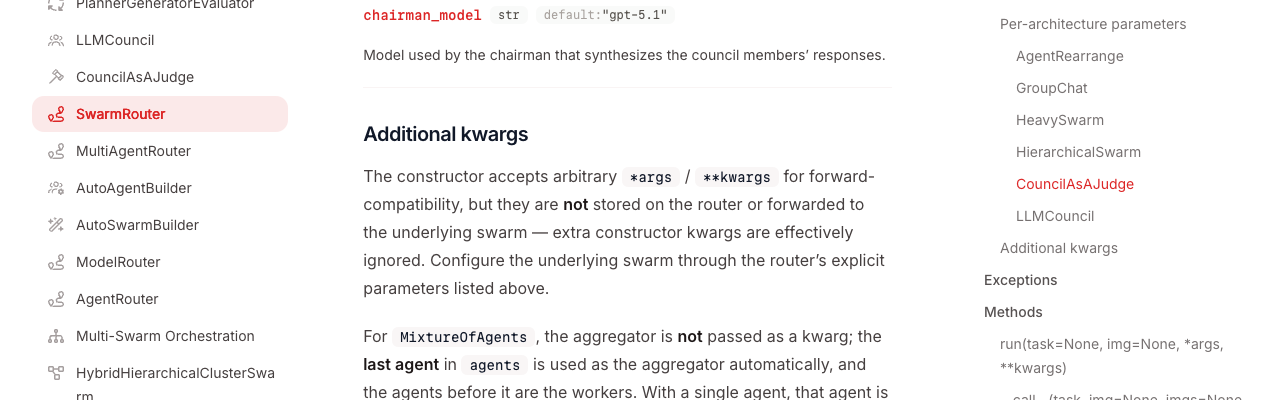 PlannerGeneratorEvaluator
LLMCouncil
CouncilAsAJudge
SwarmRouter
MultiAgentRouter
AutoAgentBuilder
AutoSwarmBuilder
ModelRouter
AgentRouter
Multi-Swarm Orchestration
HybridHierarchicalClusterSwa
rm
chairman_model str default:"gpt-5.1"
Model used by the chairman that synthesizes the council members’ responses.
Additional kwargs
The constructor accepts arbitrary *args / **kwargs for forward-
compatibility, but they are not stored on the router or forwarded to
the underlying swarm — extra constructor kwargs are effectively
ignored. Configure the underlying swarm through the router’s explicit
parameters listed above.
For MixtureOfAgents, the aggregator is not passed as a kwarg; the
last agent in agents is used as the aggregator automatically, and
the agents before it are the workers. With a single agent, that agent is
Per-architecture parameters
AgentRearrange
GroupChat
HeavySwarm
HierarchicalSwarm
CouncilAsAJudge
LLMCouncil
Additional kwargs
Exceptions
Methods
run(task=None, img=None, *args,
**kwargs)
call (task, img=None, imgs=None